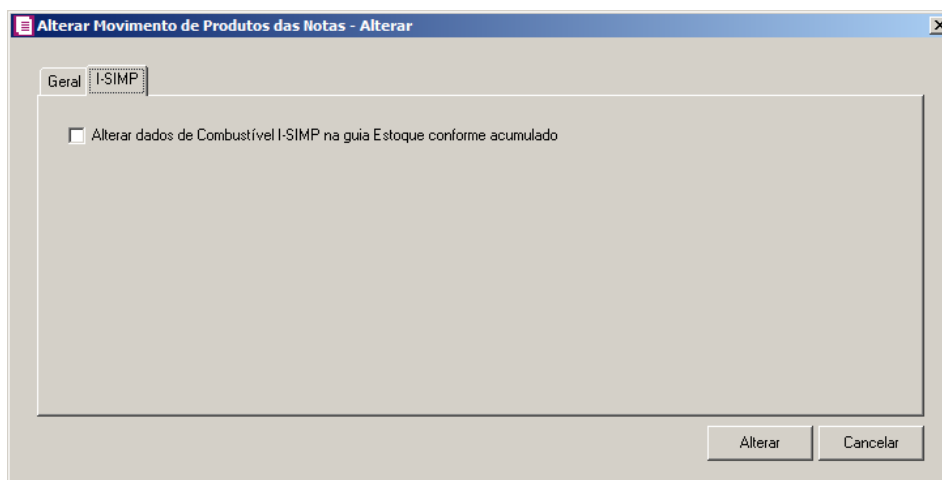 Alterar Movimento de Produtos das Notas - Alterar
Geral I-SIMP
Alterar dados de Combustível I-SIMP na guia Estoque conforme acumulado
Alterar Cancelar